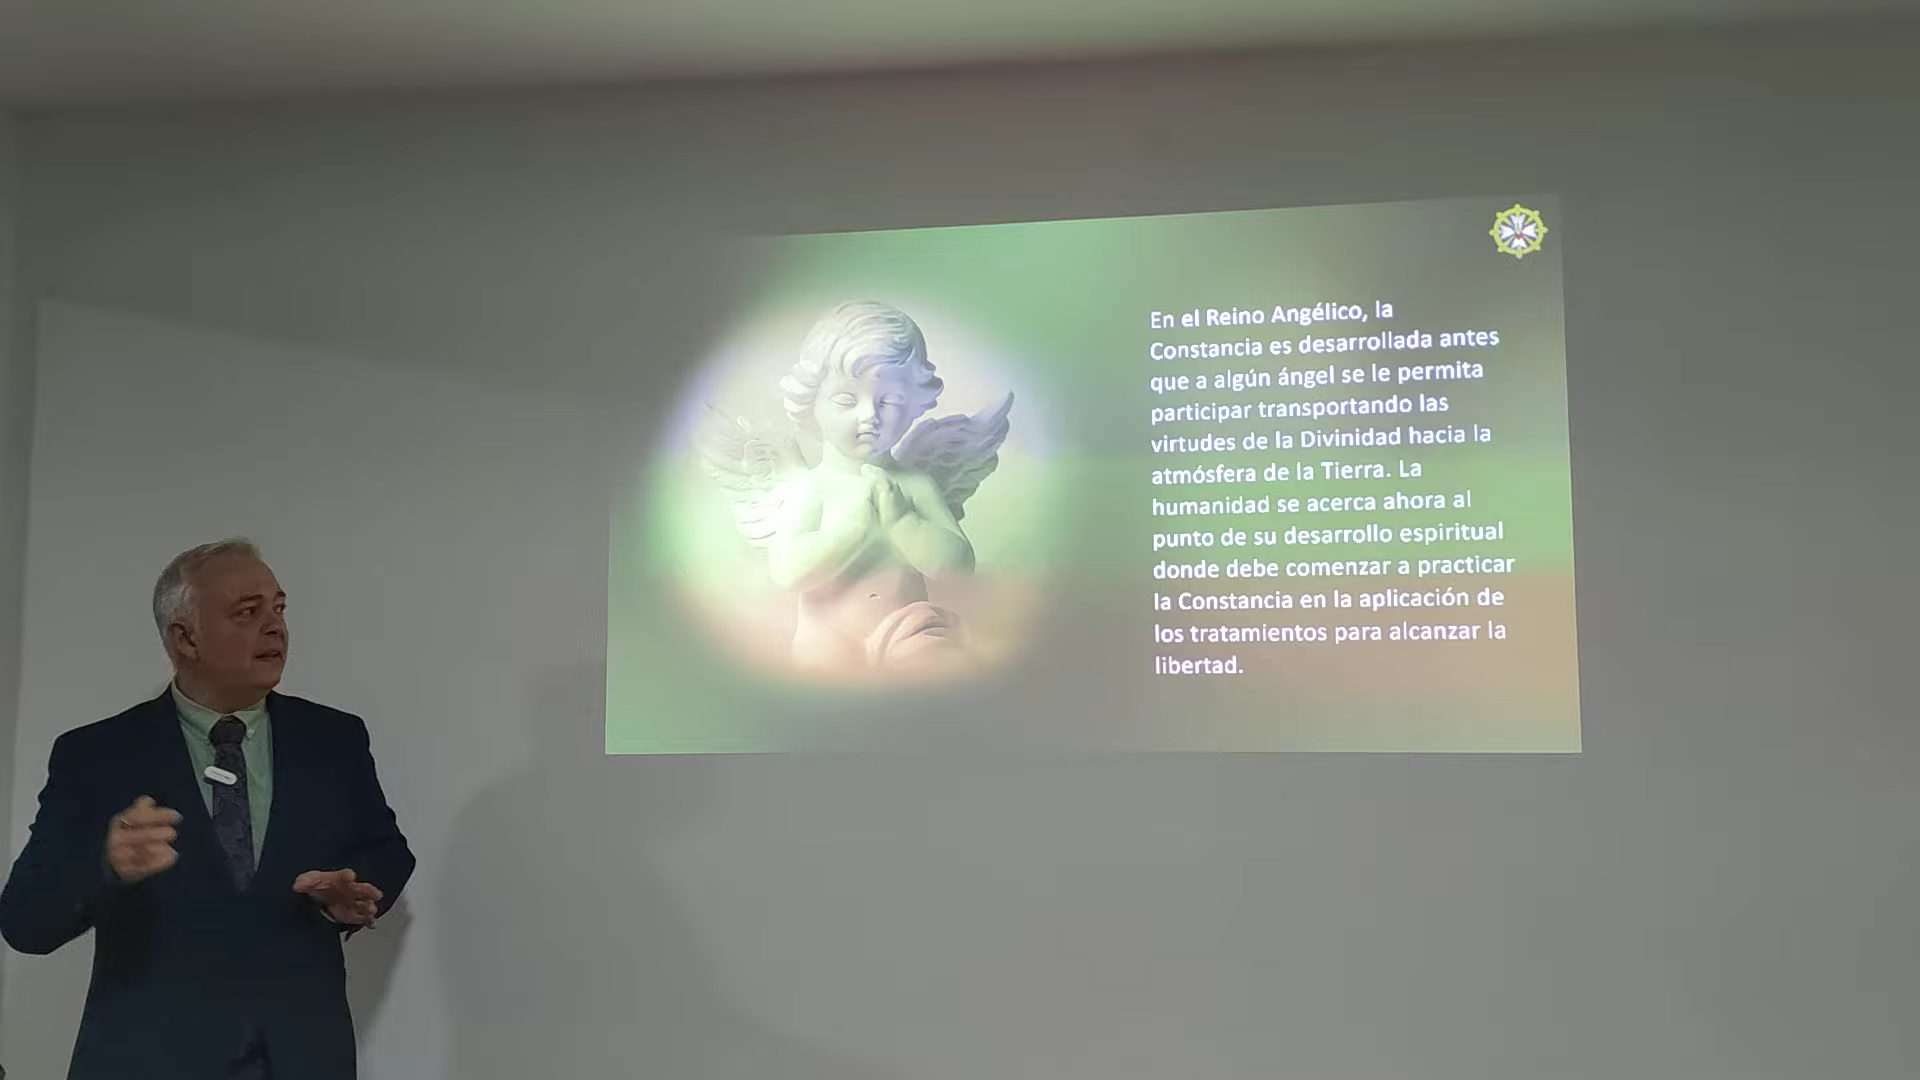 En el Reino Angélico, la
Constancia es desarrollada antes
que a algún ángel se le permita
participar transportando las
virtudes de la Divinidad hacia la
atmósfera de la Tierra. La
humanidad se acerca ahora al
punto de su desarrollo espiritual
donde debe comenzar a practicar
la Constancia en la aplicación de
los tratamientos para alcanzar la
libertad.